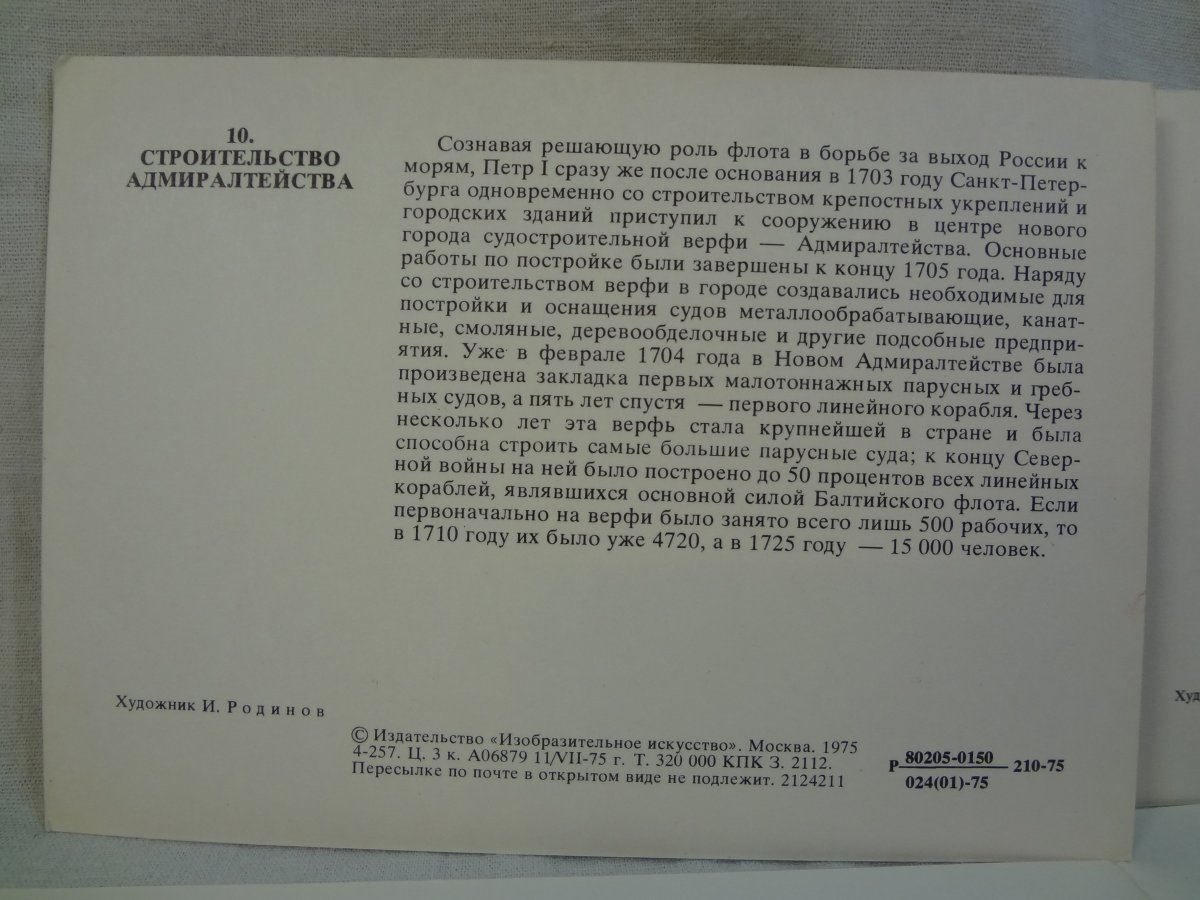 10.
СТРОИТЕЛЬСТВО
АДМИРАЛТЕЙСТВА
Сознавая решающую роль флота в борьбе за выход России к
морям, Петр I сразу же после основания в 1703 году Санкт-Петер-
бурга одновременно со строительством крепостных укреплений и
городских зданий приступил к сооружению в центре нового
города судостроительной верфи — Адмиралтейства. Основные
работы по постройке были завершены к концу 1705 года. Наряду
со строительством верфи в городе создавались необходимые для
постройки и оснащения судов металлообрабатывающие, канат-
ные, смоляные, деревообделочные и другие подсобные предпри-
ятия. Уже в феврале 1704 года в Новом Адмиралтействе была
произведена закладка первых малотоннажных парусных и греб-
ных судов, а пять лет спустя — первого линейного корабля. Через
несколько лет эта верфь стала крупнейшей в стране и была
способна строить самые большие парусные суда; к концу Север-
ной войны на ней было построено до 50 процентов всех линейных
кораблей, являвшихся основной силой Балтийского флота. Если
первоначально на верфи было занято всего лишь 500 рабочих, то
в 1710 году их было уже 4720, а в 1725 году — 15 000 человек.
Художник И. Родинов
© Издательство «Изобразительное искусство». Москва. 1975
4-257. Ц. 3 к. А06879 11/VII-75 г. Т. 320 000 КПК З. 2112.
Пересылке по почте в открытом виде не подлежит. 2124211
Р 80205-0150 210-75
024(01)-75
Худ